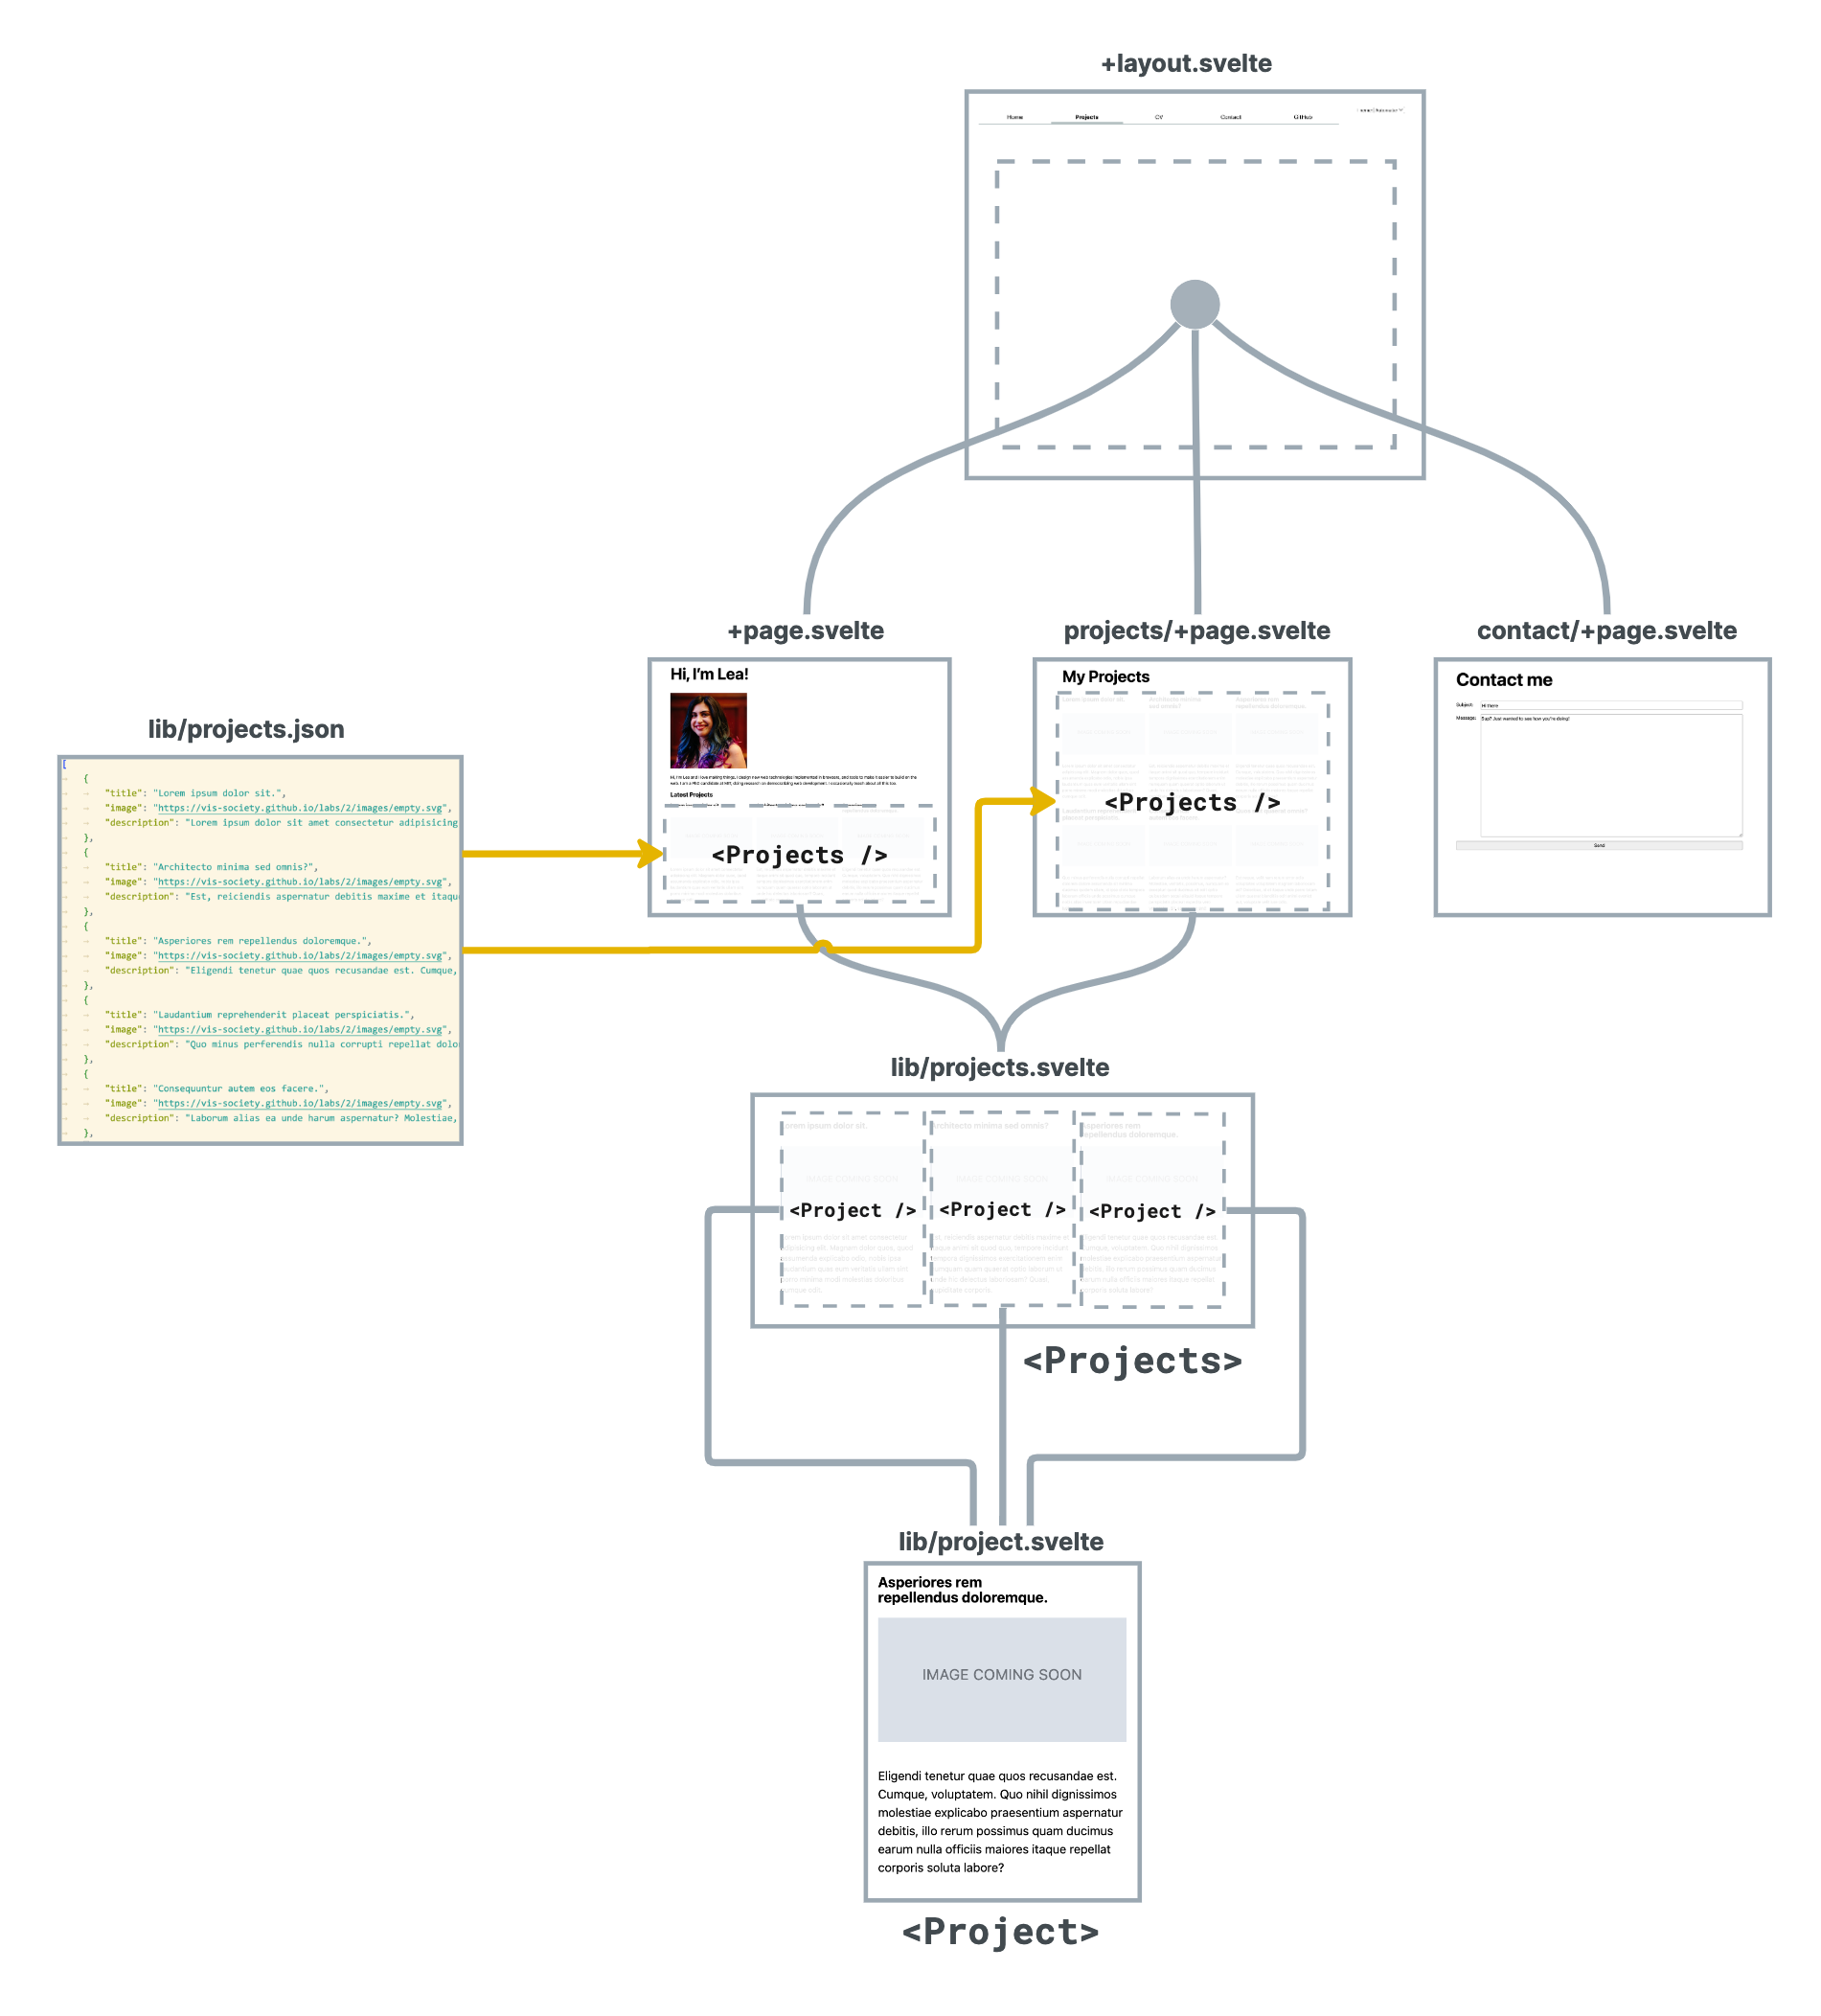 +layout.svelte
Home Projects CV Contact GitHub
+page.svelte
projects/+page.svelte
contact/+page.svelte
Hi, I'm Lea!
Latest Projects
<Projects />
My Projects
<Projects />
Contact me
Subject: Hi there
Message: Sup? Just wanted to see how you're doing!
Send
lib/projects.json
[
{
"title": "Lorem ipsum dolor sit.",
"image": "https://vis-society.github.io/labs/2/images/empty.svg",
"description": "Lorem ipsum dolor sit amet consectetur adipisicing
},
{
"title": "Architecto minima sed omnis?",
"image": "https://vis-society.github.io/labs/2/images/empty.svg",
"description": "Est, reiciendis aspernatur debitis maxime et itaqu
},
{
"title": "Asperiores rem repellendus doloremque.",
"image": "https://vis-society.github.io/labs/2/images/empty.svg",
"description": "Eligendi tenetur quae quos recusandae est. Cumque,
},
{
"title": "Laudantium reprehenderit placeat perspiciatis.",
"image": "https://vis-society.github.io/labs/2/images/empty.svg",
"description": "Quo minus perferendis nulla corrupti repellat dolo
},
{
"title": "Consequuntur autem eos facere.",
"image": "https://vis-society.github.io/labs/2/images/empty.svg",
"description": "Laborum alias ea unde harum aspernatur? Molestiae,
},
lib/projects.svelte
Lorem ipsum dolor sit.
Architecto minima sed omnis?
Asperiores rem
repellendus doloremque.
IMAGE COMING SOON
IMAGE COMING SOON
IMAGE COMING SOON
<Project />
<Project />
<Project />
<Projects>
lib/project.svelte
Asperiores rem
repellendus doloremque.
IMAGE COMING SOON
Eligendi tenetur quae quos recusandae est.
Cumque, voluptatem. Quo nihil dignissimos
molestiae explicabo praesentium aspernatur
debitis, illo rerum possimus quam ducimus
earum nulla officiis maiores itaque repellat
corporis soluta labore?
<Project>